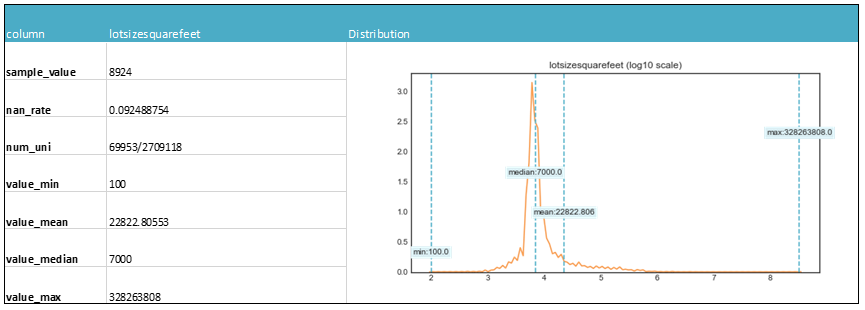 column lotsizesquarefeet Distribution
sample_value 8924
nan_rate 0.092488754
num_uni 69953/2709118
value_min 100
value_mean 22822.80553
value_median 7000
value_max 328263808
lotsizesquarefeet (log10 scale)
3.0
2.5
max:328263808.0
2.0
median:7000.0
1.5
mean:22822.806
1.0
0.5
min:100.0
0.0
2 3 4 5 6 7 8